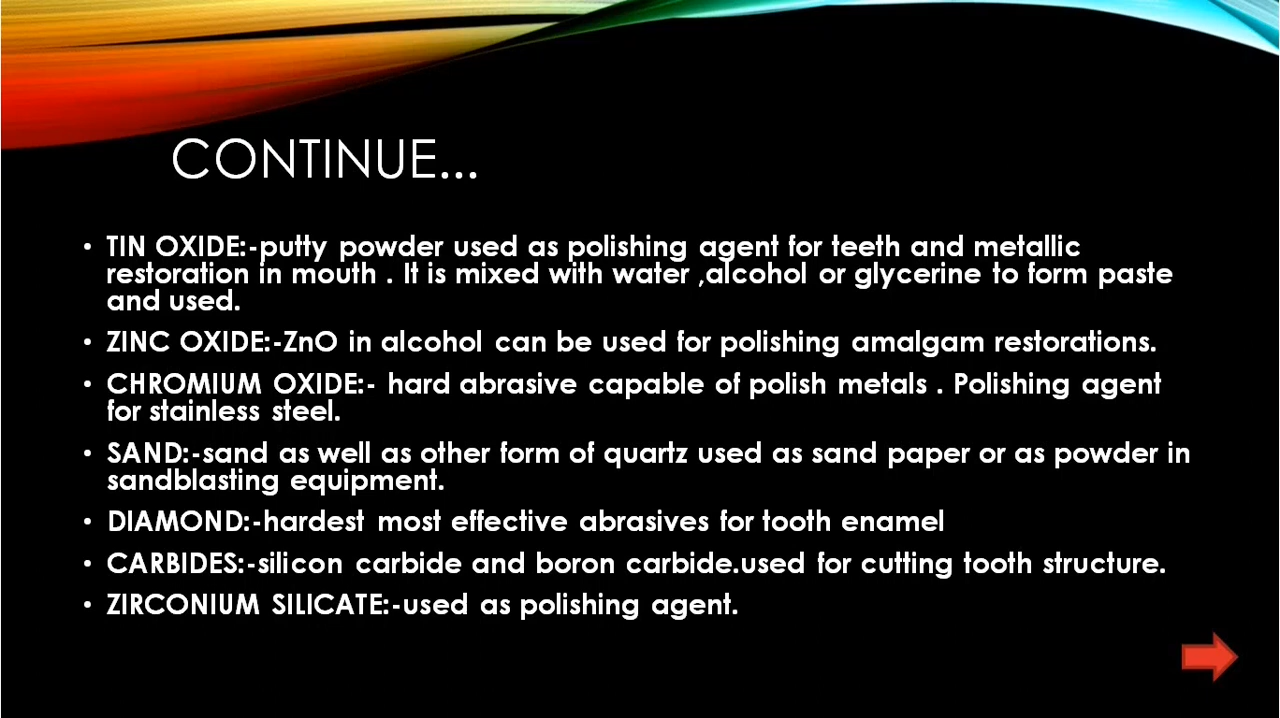 CONTINUE...
• TIN OXIDE:-putty powder used as polishing agent for teeth and metallic
restoration in mouth . It is mixed with water ,alcohol or glycerine to form paste
and used.
• ZINC OXIDE:-ZnO in alcohol can be used for polishing amalgam restorations.
• CHROMIUM OXIDE:- hard abrasive capable of polish metals . Polishing agent
for stainless steel.
• SAND:-sand as well as other form of quartz used as sand paper or as powder in
sandblasting equipment.
• DIAMOND:-hardest most effective abrasives for tooth enamel
• CARBIDES:-silicon carbide and boron carbide.used for cutting tooth structure.
• ZIRCONIUM SILICATE:-used as polishing agent.